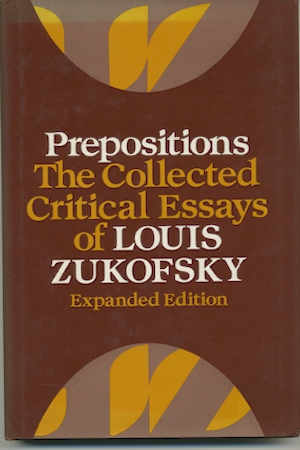 Prepositions
The Collected
Critical Essays
of LOUIS
ZUKOFSKY
Expanded Edition